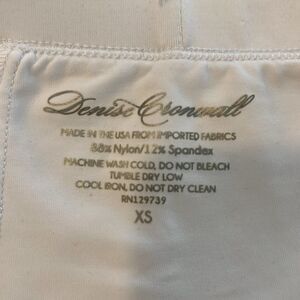 Denise Cronwall
MADE IN THE USA FROM IMPORTED FABRICS
88% Nylon/12% Spandex
MACHINE WASH COLD, DO NOT BLEACH
TUMBLE DRY LOW
COOL IRON, DO NOT DRY CLEAN
RN129739
XS